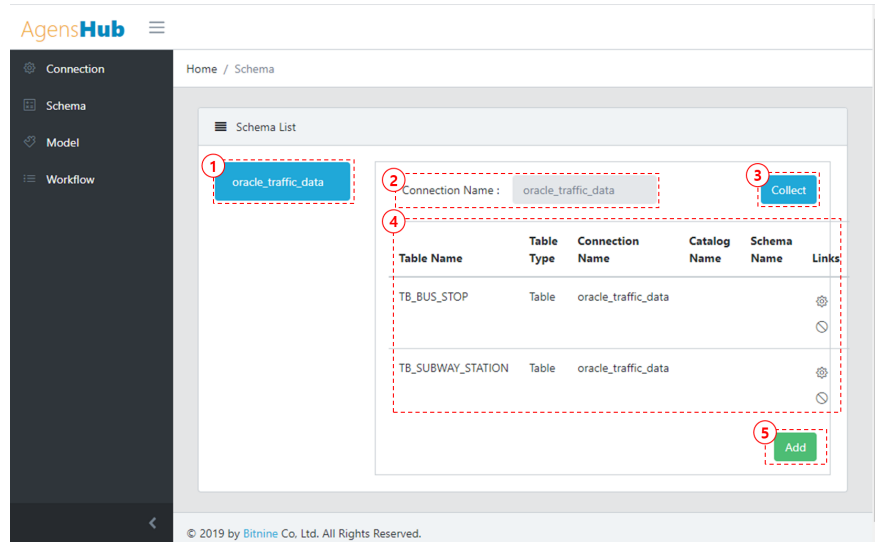 AgensHub
Connection
Home / Schema
Schema
Schema List
Model
Workflow
1
oracle_traffic_data
2
Connection Name :
oracle_traffic_data
3
Collect
4
Table Name Table Type Connection Name Catalog Name Schema Name Links
TB_BUS_STOP Table oracle_traffic_data
TB_SUBWAY_STATION Table oracle_traffic_data
5
Add
© 2019 by Bitnine Co, Ltd. All Rights Reserved.